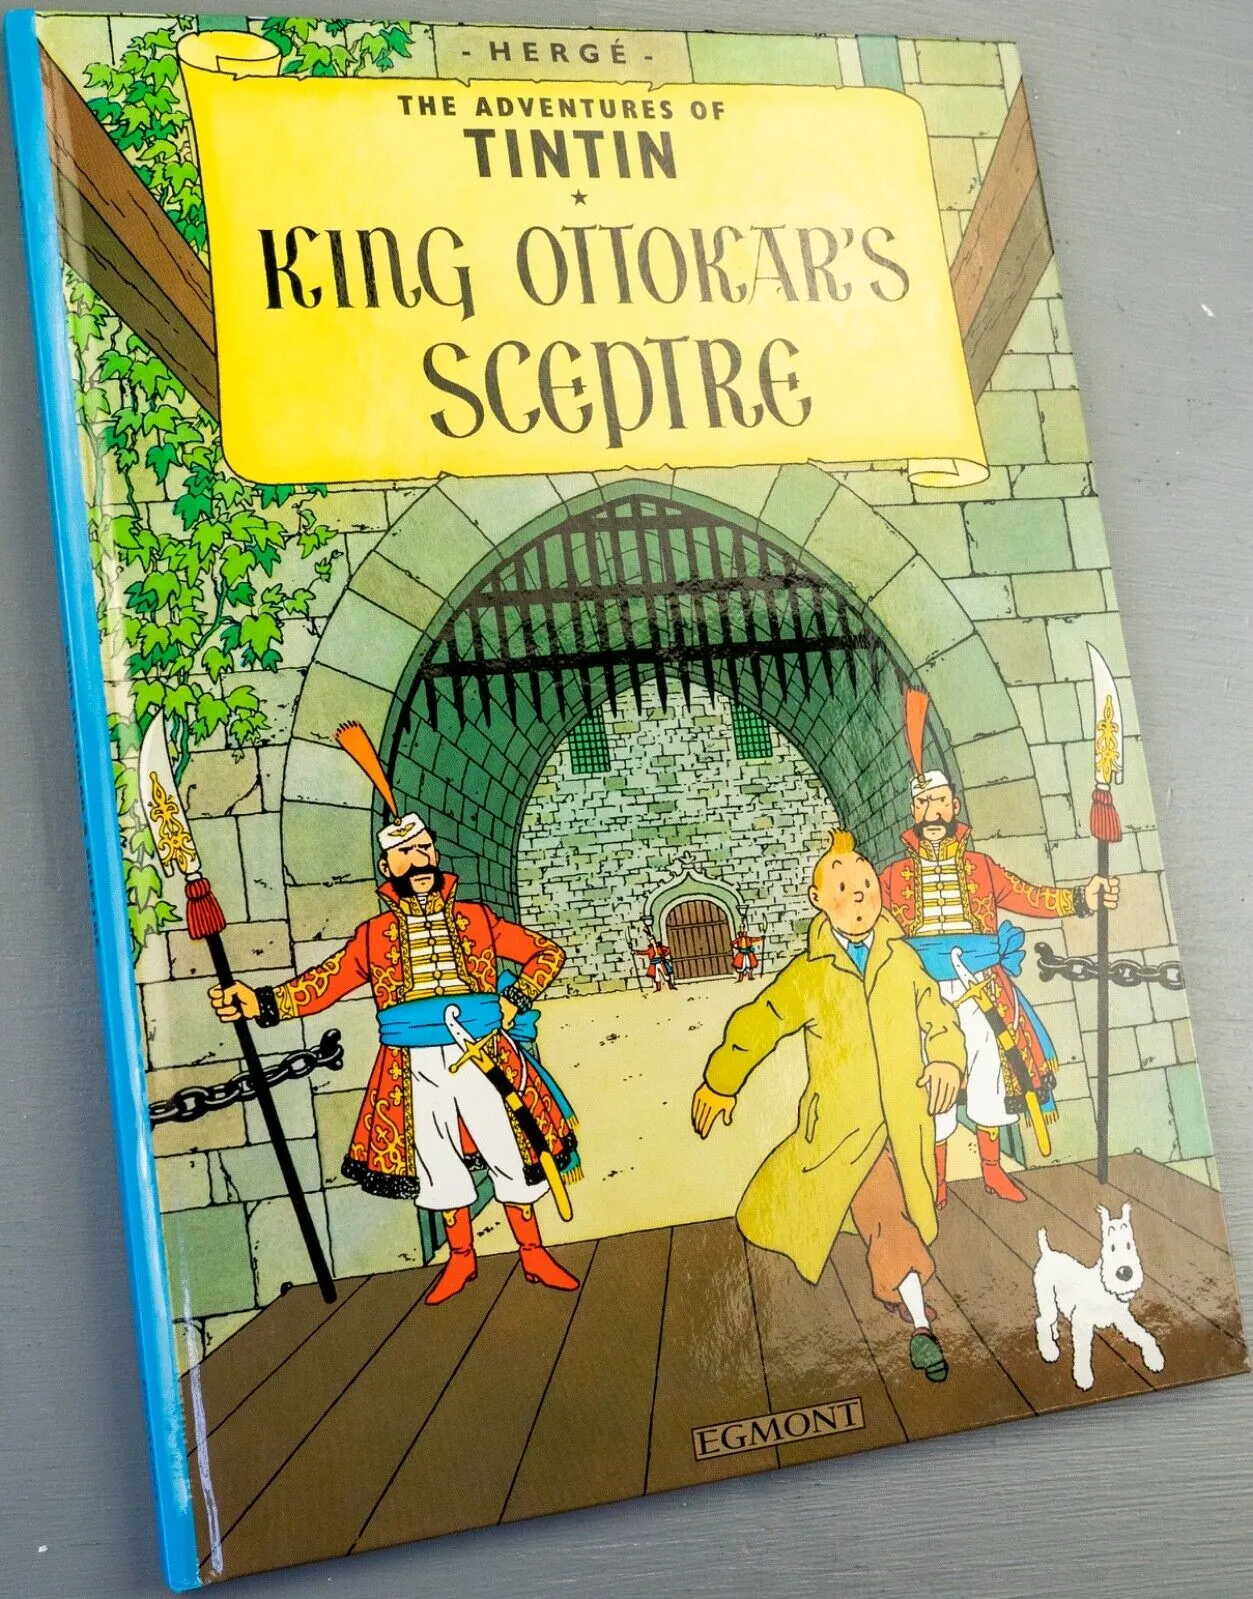 - HERGÉ -
THE ADVENTURES OF
TINTIN
★
KING OTTOKAR'S
SCEPTRE
EGMONT